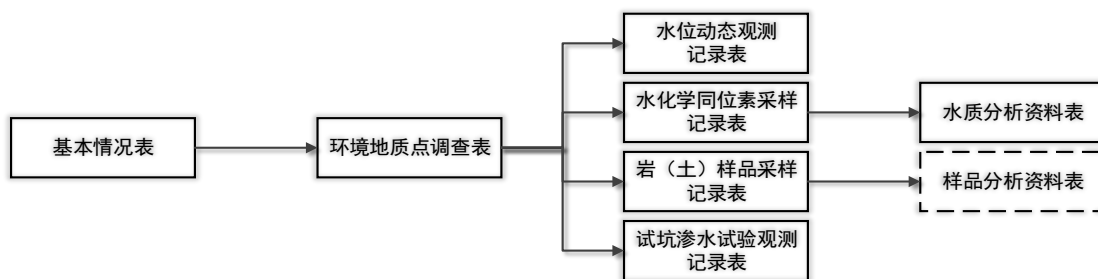 基本情况表
环境地质点调查表
水位动态观测
记录表
水化学同位素采样
记录表
岩（土）样品采样
记录表
试坑渗水试验观测
记录表
水质分析资料表
样品分析资料表